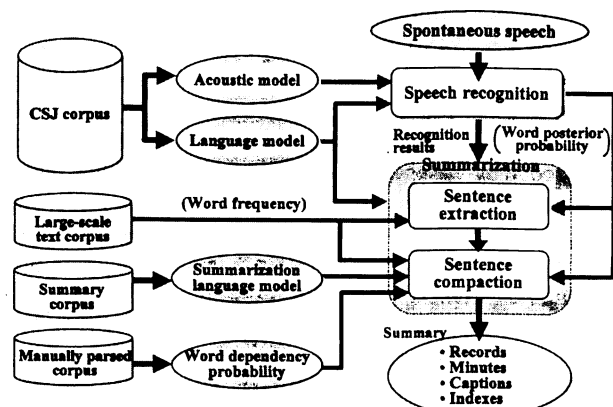 Spontaneous speech
CSJ corpus
Acoustic model
Language model
Speech recognition
Recognition
results
(Word posterior
probability)
Summarization
Large-scale
text corpus
(Word frequency)
Sentence
extraction
Summary
corpus
Summarization
language model
Sentence
compaction
Manually parsed
corpus
Word dependency
probability
Summary
• Records
• Minutes
• Captions
• Indexes